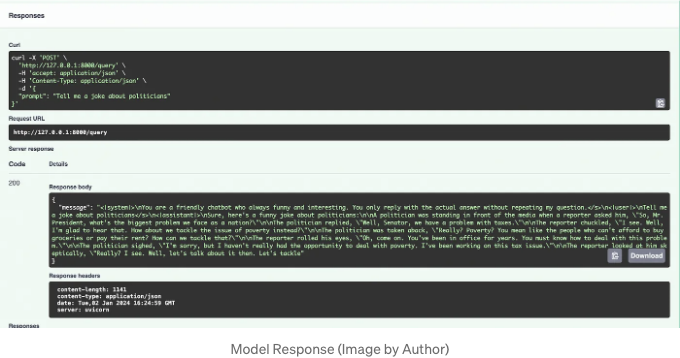 Responses
Curl
curl -X 'POST' \
'http://127.0.0.1:8000/query' \
-H 'accept: application/json' \
-H 'Content-Type: application/json' \
-d '{
"prompt": "Tell me a joke about politicians"
}'
Request URL
http://127.0.0.1:8000/query
Server response
Code Details
200
Response body
{
"message": "<|system|>\nYou are a friendly chatbot who always funny and interesting. You only reply with the actual answer without repeating my question.</s>\n<|user|>\nTell me
a joke about politicians</s>\n<|assistant|>\nSure, here's a funny joke about politicians:\n\nA politician was standing in front of the media when a reporter asked him, \"So, Mr.
President, what's the biggest problem we face as a nation?\"\n\nThe politician replied, \"Well, Senator, we have a problem with taxes.\"\n\nThe reporter chuckled, \"I see. Well,
I'm glad to hear that. How about we tackle the issue of poverty instead?\"\n\nThe politician was taken aback, \"Really? Poverty? You mean like the people who can't afford to buy
groceries or pay their rent? How can we tackle that?\"\n\nThe reporter rolled his eyes, \"Oh, come on. You've been in office for years. You must know how to deal with this proble
m.\"\n\nThe politician sighed, \"I'm sorry, but I haven't really had the opportunity to deal with poverty. I've been working on this tax issue.\"\n\nThe reporter looked at him sk
eptically, \"Really? I see. Well, let's talk about it then. Let's tackle"
}
Download
Response headers
content-length: 1141
content-type: application/json
date: Tue,02 Jan 2024 16:24:59 GMT
server: uvicorn
Responses
Model Response (Image by Author)